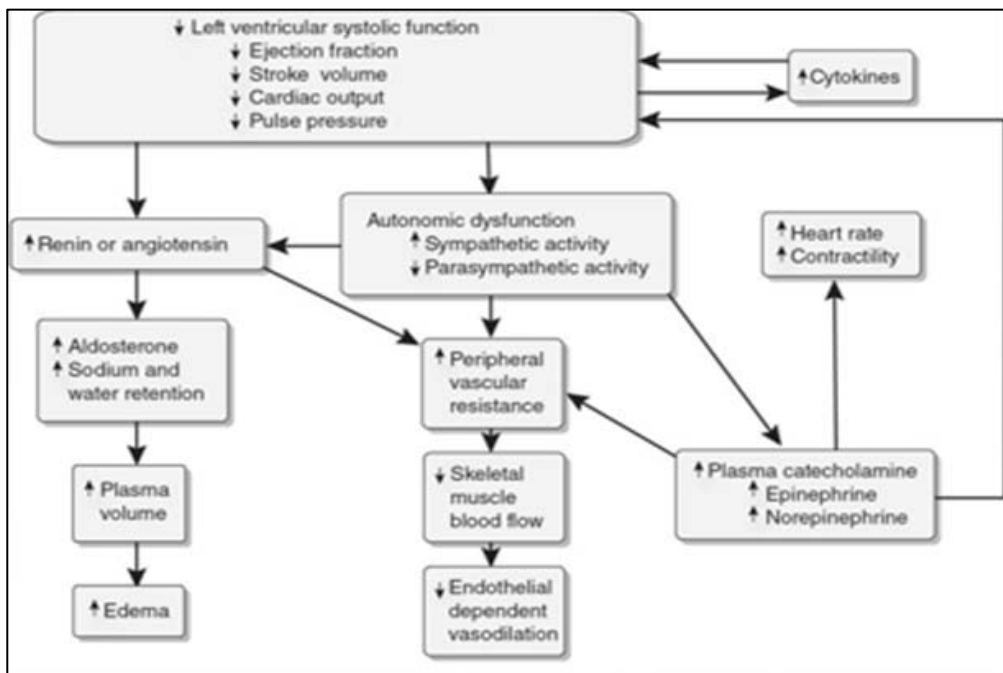 ↓ Left ventricular systolic function
↓ Ejection fraction
↓ Stroke volume
↓ Cardiac output
↓ Pulse pressure
↑ Cytokines
↑ Renin or angiotensin
Autonomic dysfunction
↑ Sympathetic activity
↓ Parasympathetic activity
↑ Heart rate
↑ Contractility
↑ Aldosterone
↑ Sodium and
water retention
↑ Peripheral
vascular
resistance
↑ Plasma
volume
↓ Skeletal
muscle
blood flow
↑ Plasma catecholamine
↑ Epinephrine
↑ Norepinephrine
↑ Edema
↓ Endothelial
dependent
vasodilation